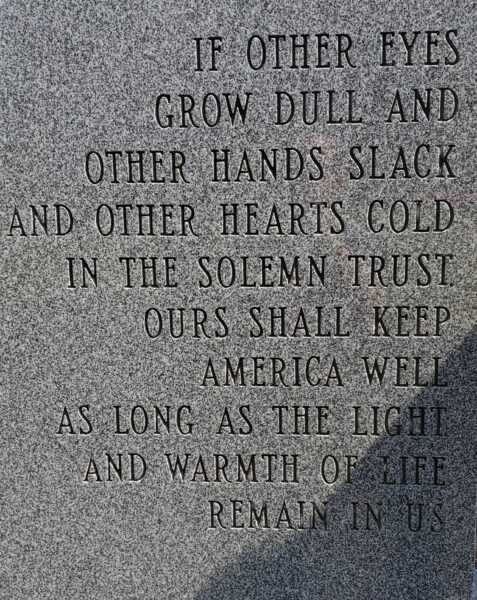 IF OTHER EYES
GROW DULL AND
OTHER HANDS SLACK
AND OTHER HEARTS COLD
IN THE SOLEMN TRUST,
OURS SHALL KEEP
AMERICA WELL
AS LONG AS THE LIGHT
AND WARMTH OF LIFE
REMAIN IN US